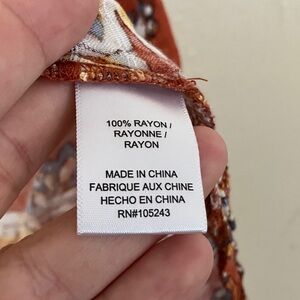 100% RAYON /
RAYONNE /
RAYON
MADE IN CHINA
FABRIQUE AUX CHINE
HECHO EN CHINA
RN#105243